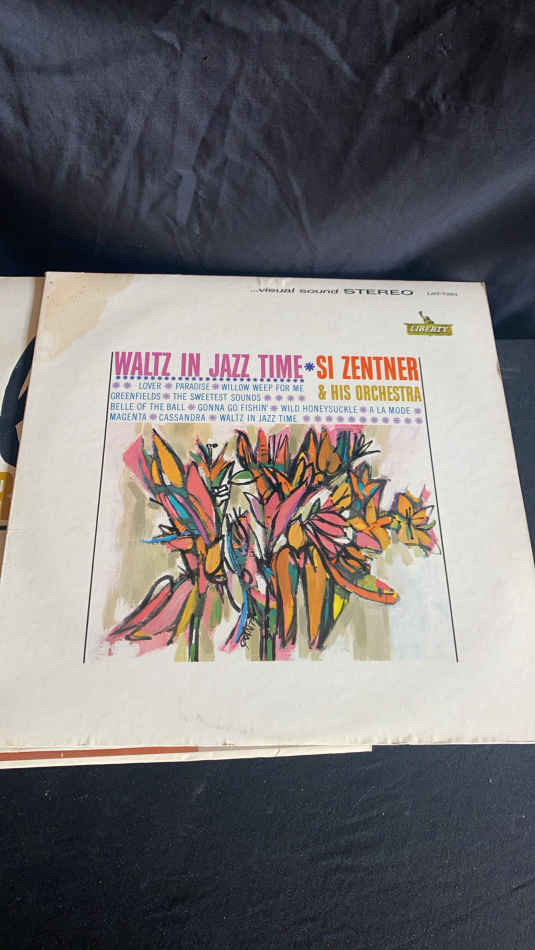 ...visual sound STEREO
LIBERTY
WALTZ IN JAZZ TIME * SI ZENTNER
& HIS ORCHESTRA
LOVER * PARADISE * WILLOW WEEP FOR ME
GREENFIELDS * THE SWEETEST SOUNDS
BELLE OF THE BALL * GONNA GO FISHIN' * WILD HONEYSUCKLE * A LA MODE
MAGENTA * CASSANDRA * WALTZ IN JAZZ TIME